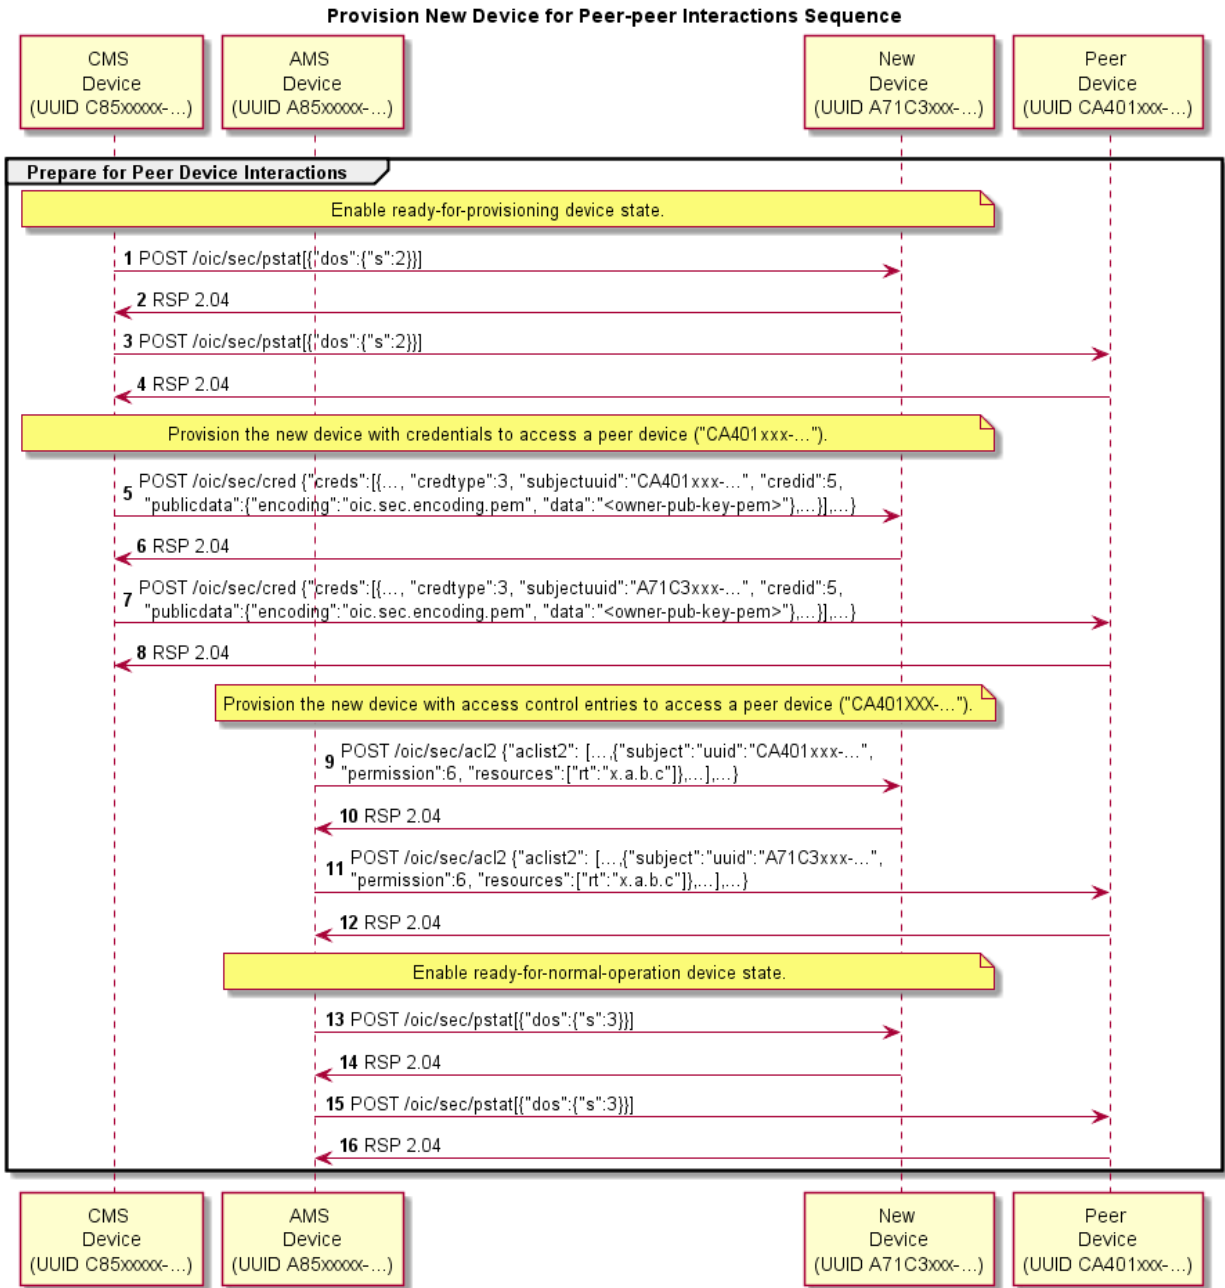 Provision New Device for Peer-peer Interactions Sequence
CMS
Device
(UUID C85xxxxx-...)
AMS
Device
(UUID A85xxxxx-...)
New
Device
(UUID A71C3xxx-...)
Peer
Device
(UUID CA401xxx-...)
Prepare for Peer Device Interactions
Enable ready-for-provisioning device state.
1 POST /oic/sec/pstat[{"dos":{"s":2}}]
2 RSP 2.04
3 POST /oic/sec/pstat[{"dos":{"s":2}}]
4 RSP 2.04
Provision the new device with credentials to access a peer device ("CA401xxx-...").
5 POST /oic/sec/cred {"creds":[{..., "credtype":3, "subjectuuid":"CA401xxx-...", "credid":5,
"publicdata":{"encoding":"oic.sec.encoding.pem", "data":"<owner-pub-key-pem>"},...}],...}
6 RSP 2.04
7 POST /oic/sec/cred {"creds":[{..., "credtype":3, "subjectuuid":"A71C3xxx-...", "credid":5,
"publicdata":{"encoding":"oic.sec.encoding.pem", "data":"<owner-pub-key-pem>"},...}],...}
8 RSP 2.04
Provision the new device with access control entries to access a peer device ("CA401XXX-...").
9 POST /oic/sec/acl2 {"aclist2": [...,{"subject":"uuid":"CA401xxx-...",
"permission":6, "resources":["rt":"x.a.b.c"]},...],...}
10 RSP 2.04
11 POST /oic/sec/acl2 {"aclist2": [...,{"subject":"uuid":"A71C3xxx-...",
"permission":6, "resources":["rt":"x.a.b.c"]},...],...}
12 RSP 2.04
Enable ready-for-normal-operation device state.
13 POST /oic/sec/pstat[{"dos":{"s":3}}]
14 RSP 2.04
15 POST /oic/sec/pstat[{"dos":{"s":3}}]
16 RSP 2.04
CMS
Device
(UUID C85xxxxx-...)
AMS
Device
(UUID A85xxxxx-...)
New
Device
(UUID A71C3xxx-...)
Peer
Device
(UUID CA401xxx-...)